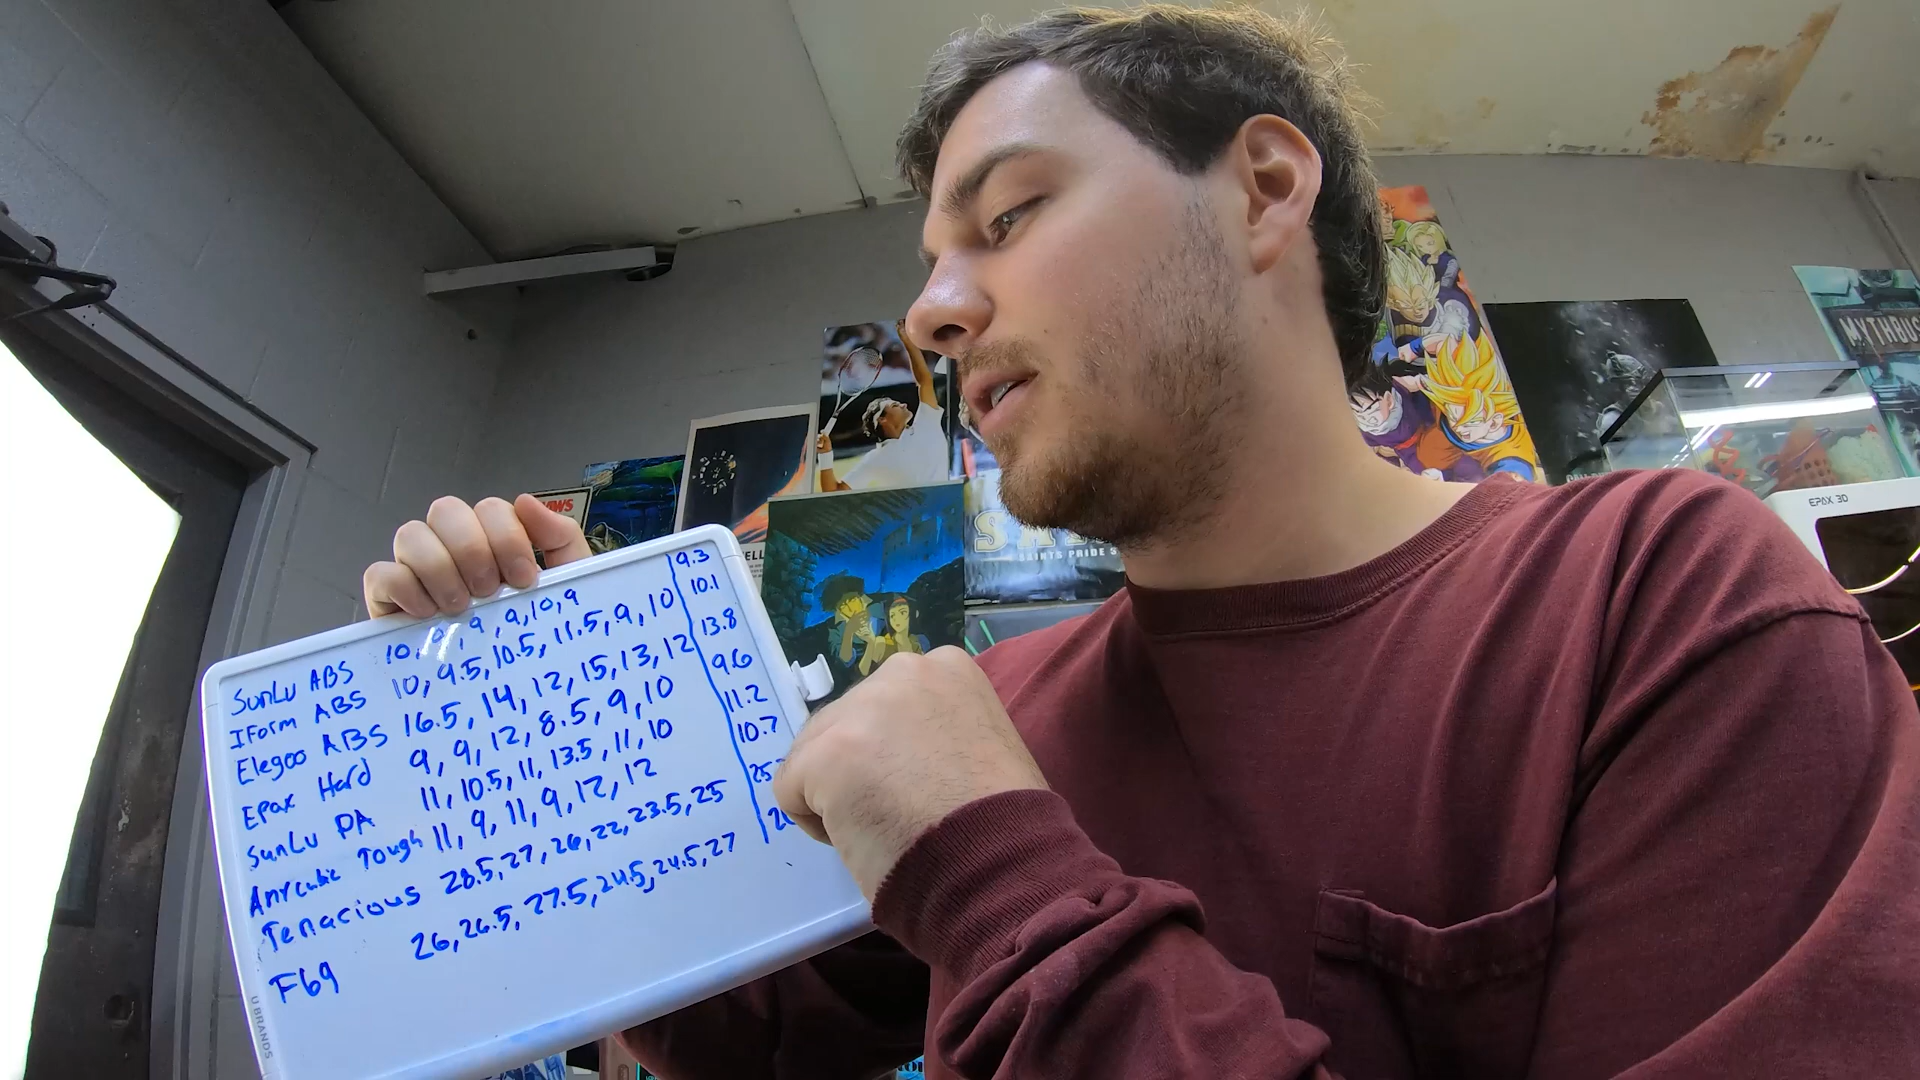 SunLu ABS 10, 9, 9, 9, 10, 9 9.3
IForm ABS 10, 9.5, 10.5, 11.5, 9, 10 10.1
Elegoo ABS 16.5, 14, 12, 15, 13, 12 13.8
Epax Hard 9, 9, 12, 8.5, 9, 10 9.6
SunLu PA 11, 10.5, 11, 13.5, 11, 10 11.2
Anycubic Tough 11, 9, 11, 9, 12, 12 10.7
Tenacious 28.5, 27, 26, 22, 23.5, 25 25
F69 26, 26.5, 27.5, 24.5, 24.5, 27
U BRANDS
SAINTS PRIDE
EPAX 3D
MYTHBUS